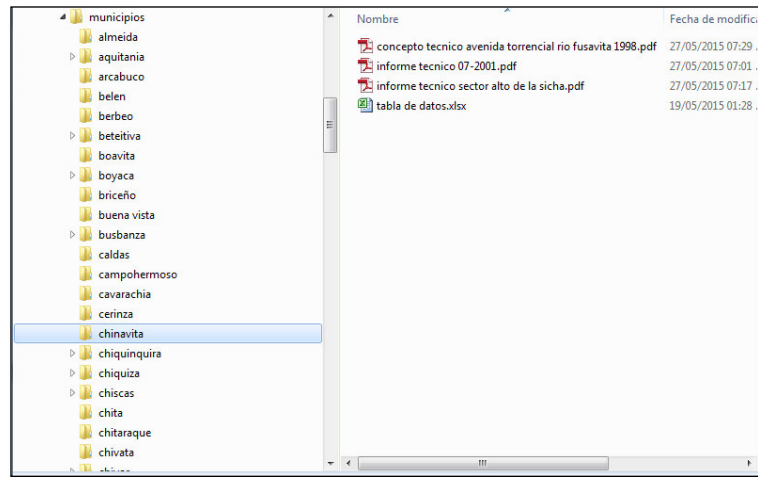 municipios
almeida
aquitania
arcabuco
belen
berbeo
beteitiva
boavita
boyaca
briceño
buena vista
busbanza
caldas
campohermoso
cavarachia
cerinza
chinavita
chiquinquira
chiquiza
chiscas
chita
chitaraque
chivata
Nombre Fecha de modific
concepto tecnico avenida torrencial rio fusavita 1998.pdf 27/05/2015 07:29 .
informe tecnico 07-2001.pdf 27/05/2015 07:01 .
informe tecnico sector alto de la sicha.pdf 27/05/2015 07:17 .
tabla de datos.xlsx 19/05/2015 01:28 .